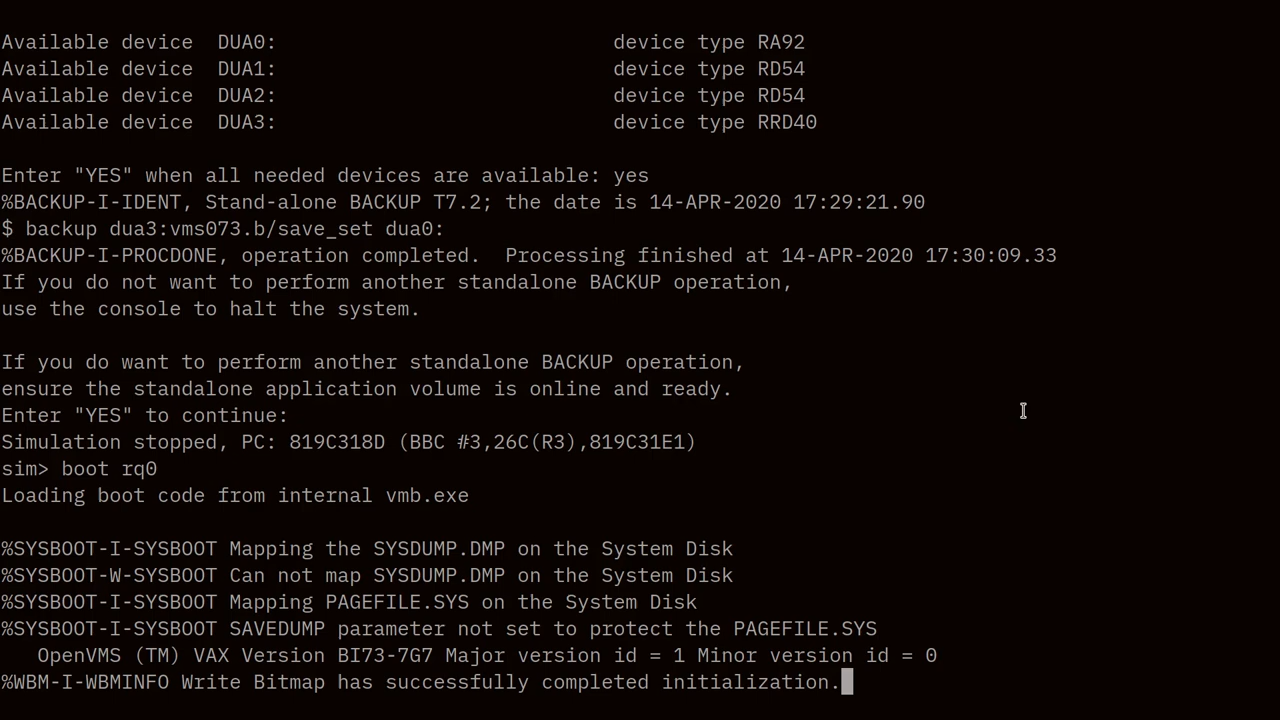 Available device  DUA0:                            device type RA92
Available device  DUA1:                            device type RD54
Available device  DUA2:                            device type RD54
Available device  DUA3:                            device type RRD40
Enter "YES" when all needed devices are available: yes
%BACKUP-I-IDENT, Stand-alone BACKUP T7.2; the date is 14-APR-2020 17:29:21.90
$ backup dua3:vms073.b/save_set dua0:
%BACKUP-I-PROCDONE, operation completed.  Processing finished at 14-APR-2020 17:30:09.33
If you do not want to perform another standalone BACKUP operation,
use the console to halt the system.
If you do want to perform another standalone BACKUP operation,
ensure the standalone application volume is online and ready.
Enter "YES" to continue:
Simulation stopped, PC: 819C318D (BBC #3,26C(R3),819C31E1)
sim> boot rq0
Loading boot code from internal vmb.exe
%SYSBOOT-I-SYSBOOT Mapping the SYSDUMP.DMP on the System Disk
%SYSBOOT-W-SYSBOOT Can not map SYSDUMP.DMP on the System Disk
%SYSBOOT-I-SYSBOOT Mapping PAGEFILE.SYS on the System Disk
%SYSBOOT-I-SYSBOOT SAVEDUMP parameter not set to protect the PAGEFILE.SYS
   OpenVMS (TM) VAX Version BI73-7G7 Major version id = 1 Minor version id = 0
%WBM-I-WBMINFO Write Bitmap has successfully completed initialization.